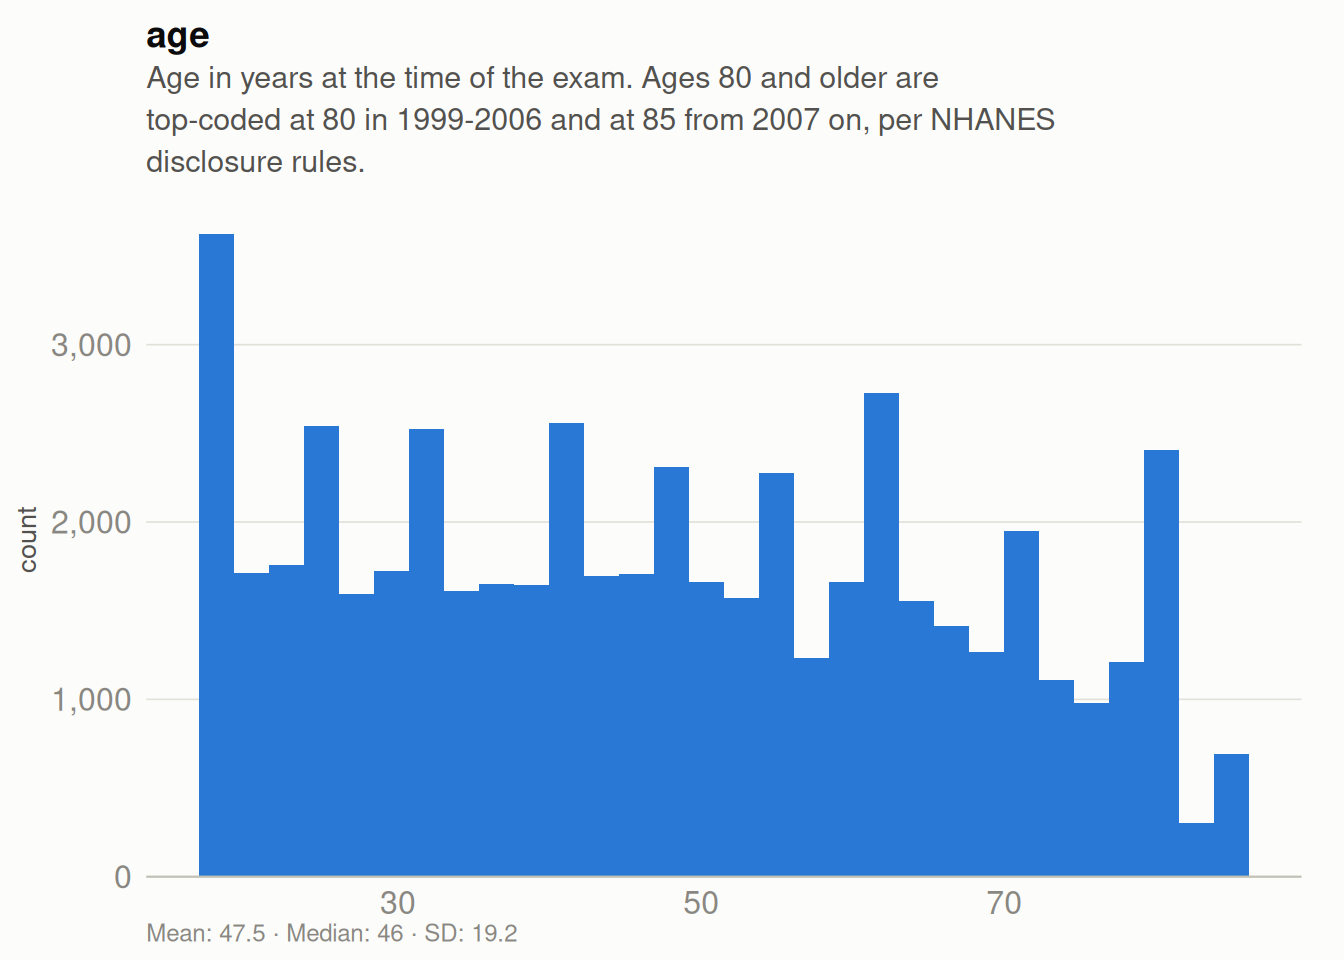 age
Age in years at the time of the exam. Ages 80 and older are
top-coded at 80 in 1999-2006 and at 85 from 2007 on, per NHANES
disclosure rules.
3,000
2,000
1,000
0
count
30
50
70
Mean: 47.5 · Median: 46 · SD: 19.2